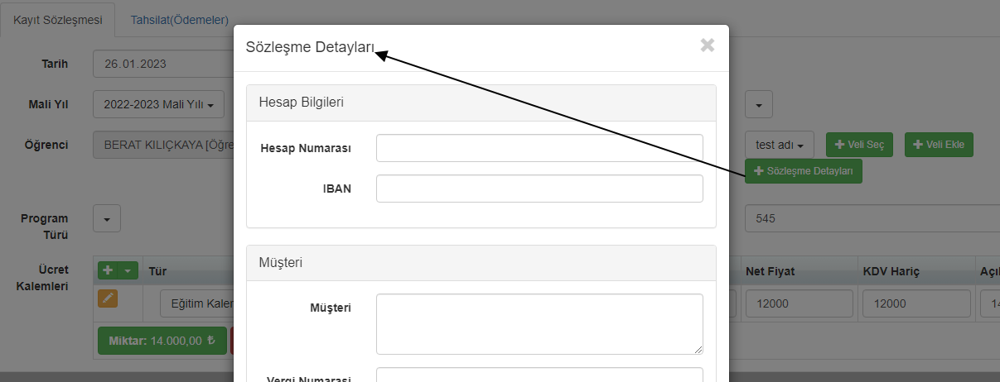 Kayıt Sözleşmesi
Tahsilat(Ödemeler)
Sözleşme Detayları
Tarih
26.01.2023
Hesap Bilgileri
Mali Yıl
2022-2023 Mali Yılı
Öğrenci
BERAT KILIÇKAYA [Öğre
Hesap Numarası
test adı
Veli Seç
Veli Ekle
Sözleşme Detayları
IBAN
Program
Türü
545
Müşteri
Ücret
Kalemleri
Tür
Net Fiyat
KDV Hariç
Açıl
Eğitim Kaler
Müşteri
12000
12000
14
Miktar: 14.000,00 ₺
Vergi Numarasi